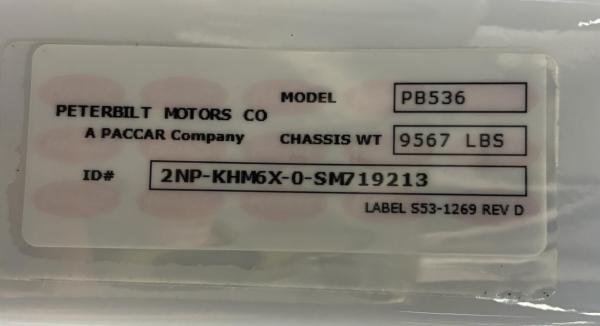 PETERBILT MOTORS CO
A PACCAR Company
MODEL PB536
CHASSIS WT 9567 LBS
ID# 2NP-KHM6X-0-SM719213
LABEL S53-1269 REV D